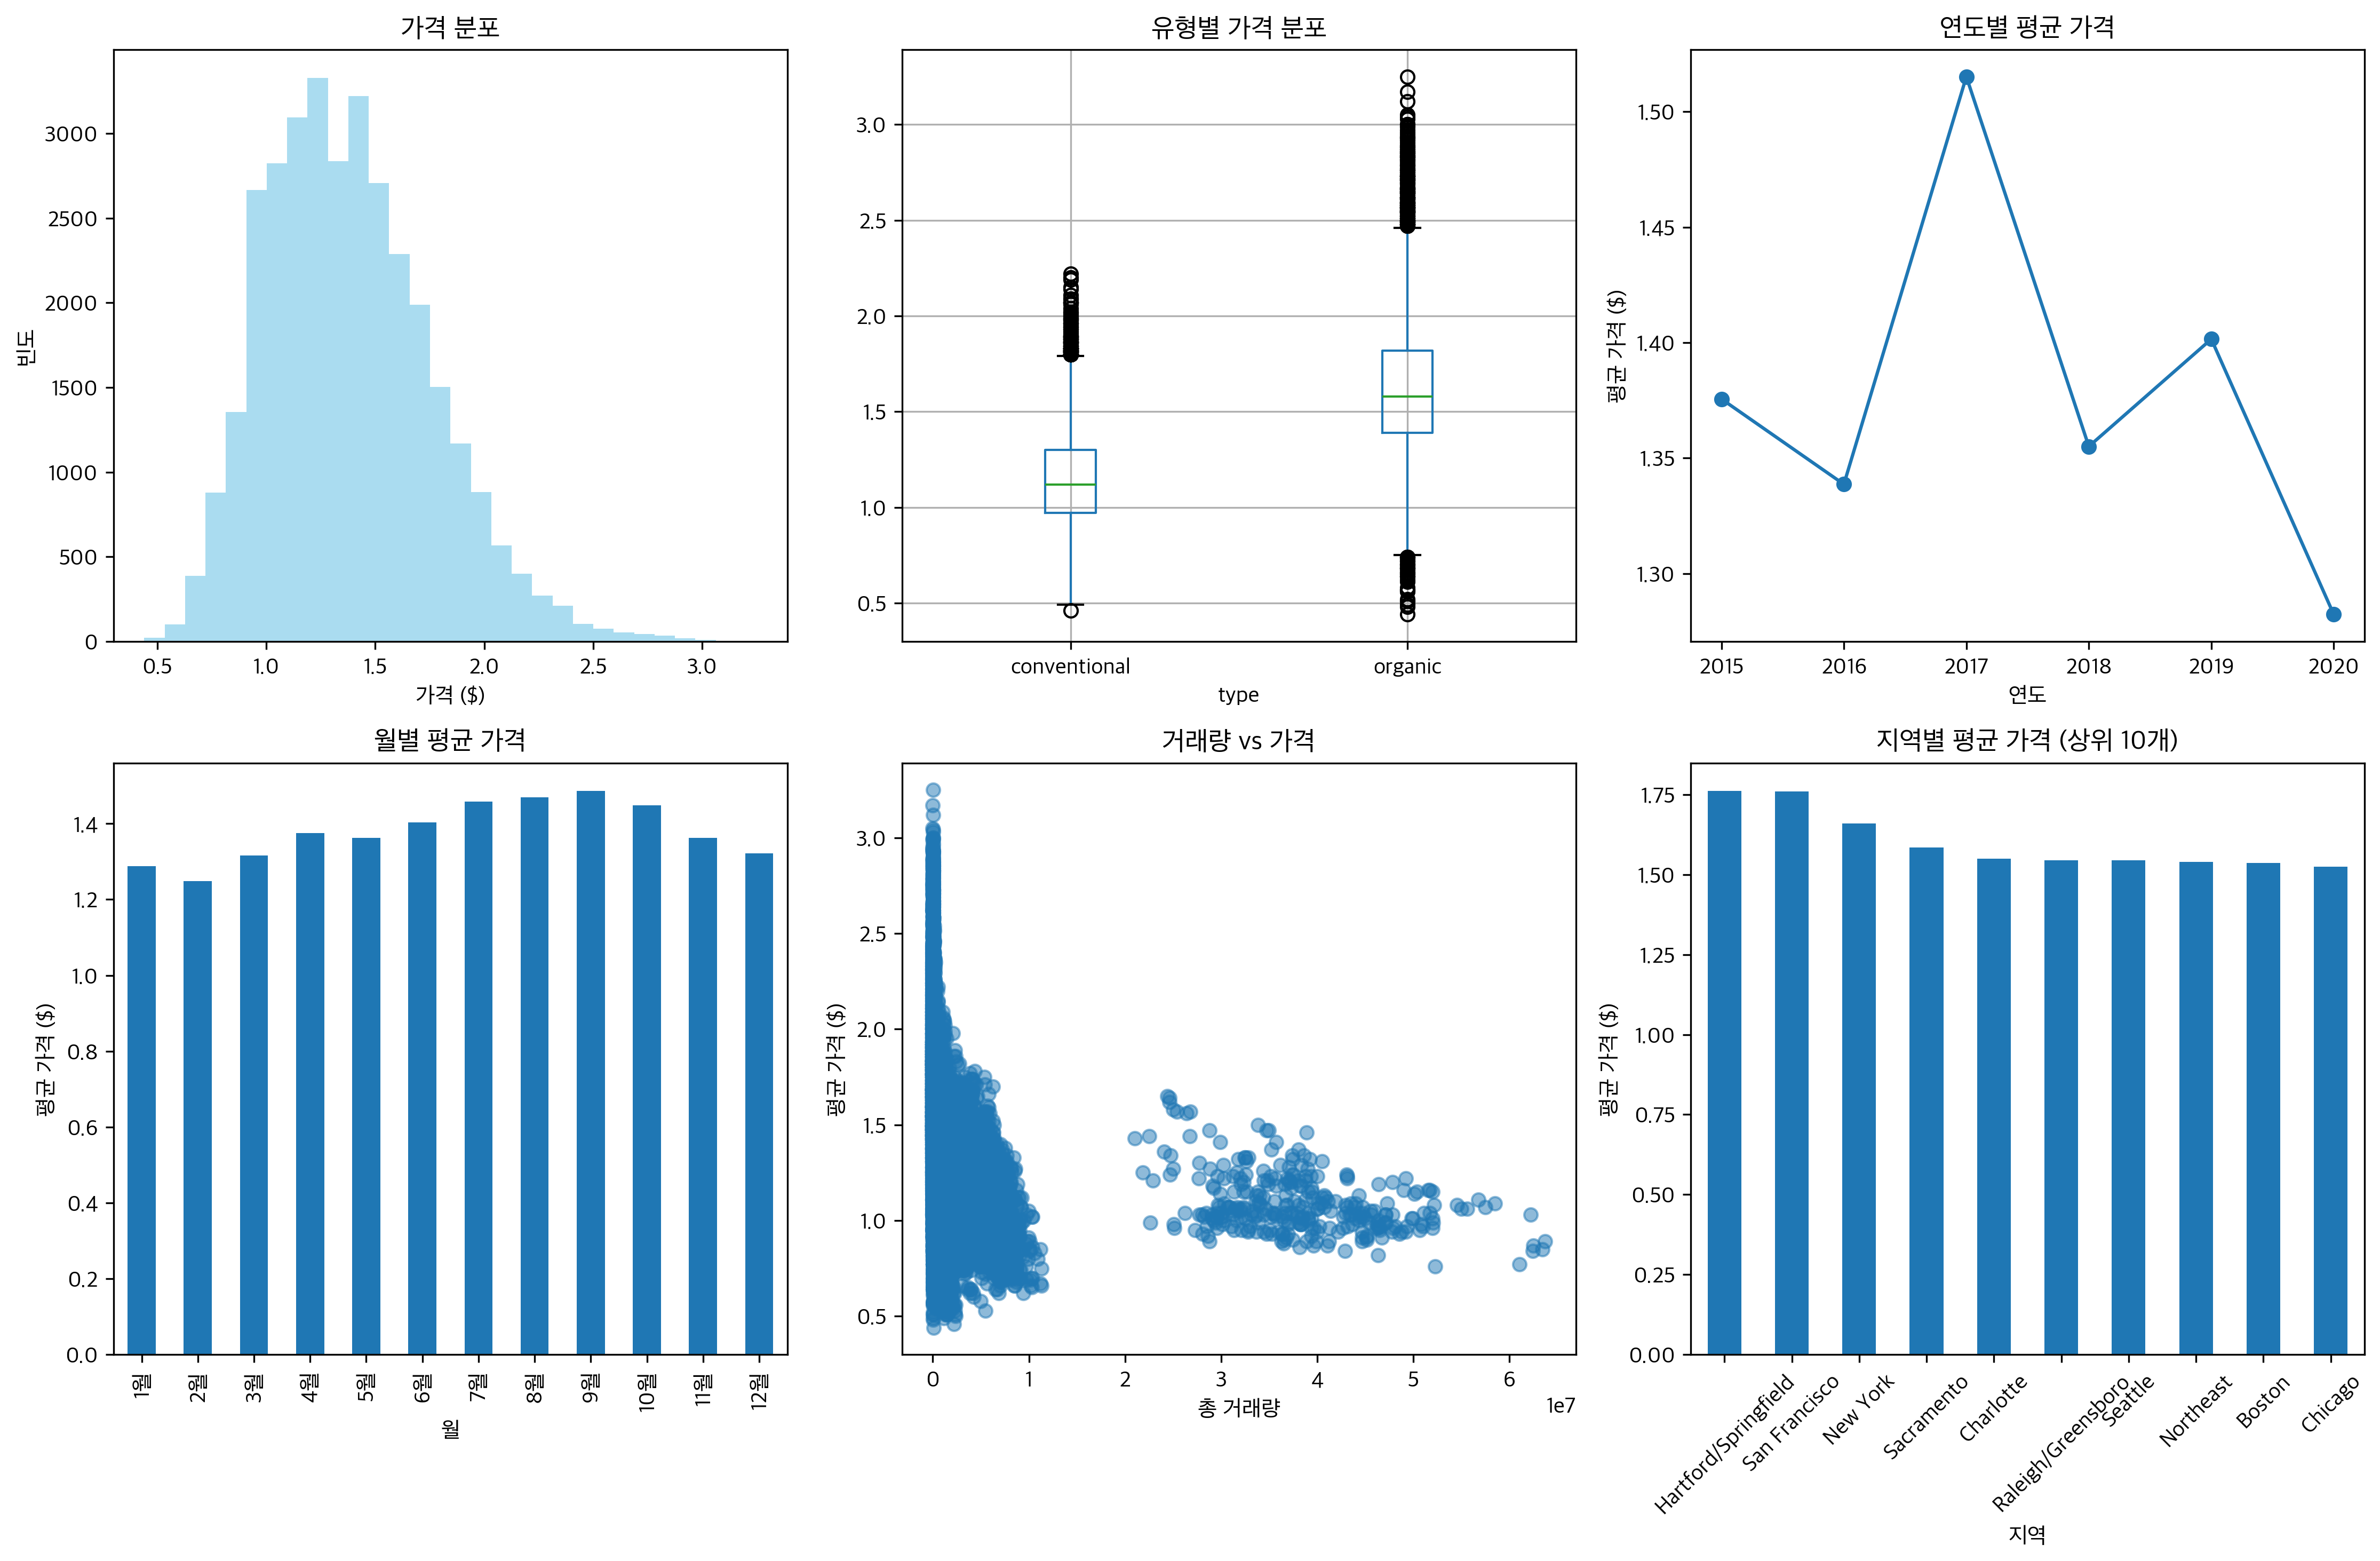 가격 분포
3000
2500
2000
1500
1000
500
0
빈도
0.5
1.0
1.5
2.0
2.5
3.0
가격 ($)
유형별 가격 분포
3.0
2.5
2.0
1.5
1.0
0.5
conventional
organic
type
연도별 평균 가격
1.50
1.45
1.40
1.35
1.30
평균 가격 ($)
2015
2016
2017
2018
2019
2020
연도
월별 평균 가격
1.4
1.2
1.0
0.8
0.6
0.4
0.2
0.0
평균 가격 ($)
1월
2월
3월
4월
5월
6월
7월
8월
9월
10월
11월
12월
월
거래량 vs 가격
3.0
2.5
2.0
1.5
1.0
0.5
평균 가격 ($)
0
1
2
3
4
5
6
1e7
총 거래량
지역별 평균 가격 (상위 10개)
1.75
1.50
1.25
1.00
0.75
0.50
0.25
0.00
평균 가격 ($)
Hartford/Springfield
San Francisco
New York
Sacramento
Charlotte
Raleigh/Greensboro
Seattle
Northeast
Boston
Chicago
지역